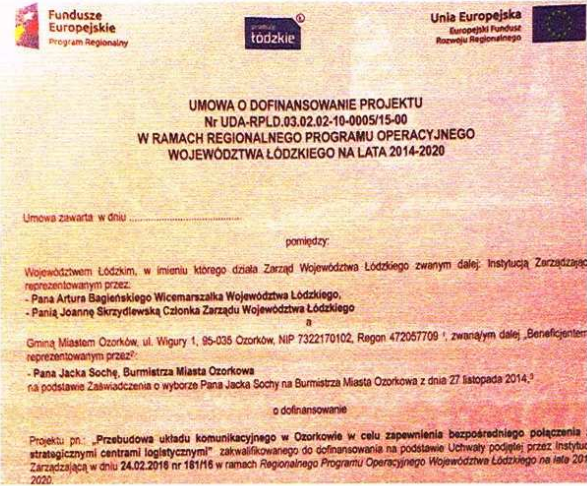 Fundusze
Europejskie
Program Regionalny
promuje
łódzkie
Unia Europejska
Europejski Fundusz
Rozwoju Regionalnego
UMOWA O DOFINANSOWANIE PROJEKTU
Nr UDA-RPLD.03.02.02-10-0005/15-00
W RAMACH REGIONALNEGO PROGRAMU OPERACYJNEGO
WOJEWÓDZTWA ŁÓDZKIEGO NA LATA 2014-2020
Umowa zawarta w dniu ..............................
pomiędzy:
Województwem Łódzkim, w imieniu którego działa Zarząd Województwa Łódzkiego zwanym dalej: Instytucją Zarządzając
reprezentowanym przez:
- Pana Artura Bagieńskiego Wicemarszałka Województwa Łódzkiego,
- Panią Joannę Skrzydlewską Członka Zarządu Województwa Łódzkiego
a
Gminą Miastem Ozorków, ul. Wigury 1, 95-035 Ozorków, NIP 7322170102, Regon 472057709 ¹, zwaną/ym dalej „Beneficjentem
reprezentowanym przez²:
- Pana Jacka Sochę, Burmistrza Miasta Ozorkowa
na podstawie Zaświadczenia o wyborze Pana Jacka Sochy na Burmistrza Miasta Ozorkowa z dnia 27 listopada 2014,³
o dofinansowanie
Projektu pn.: „Przebudowa układu komunikacyjnego w Ozorkowie w celu zapewnienia bezpośredniego połączenia z
strategicznymi centrami logistycznymi" zakwalifikowanego do dofinansowania na podstawie Uchwały podjętej przez Instytuc
Zarządzającą w dniu 24.02.2016 nr 181/16 w ramach Regionalnego Programu Operacyjnego Województwa Łódzkiego na lata 201
2020.